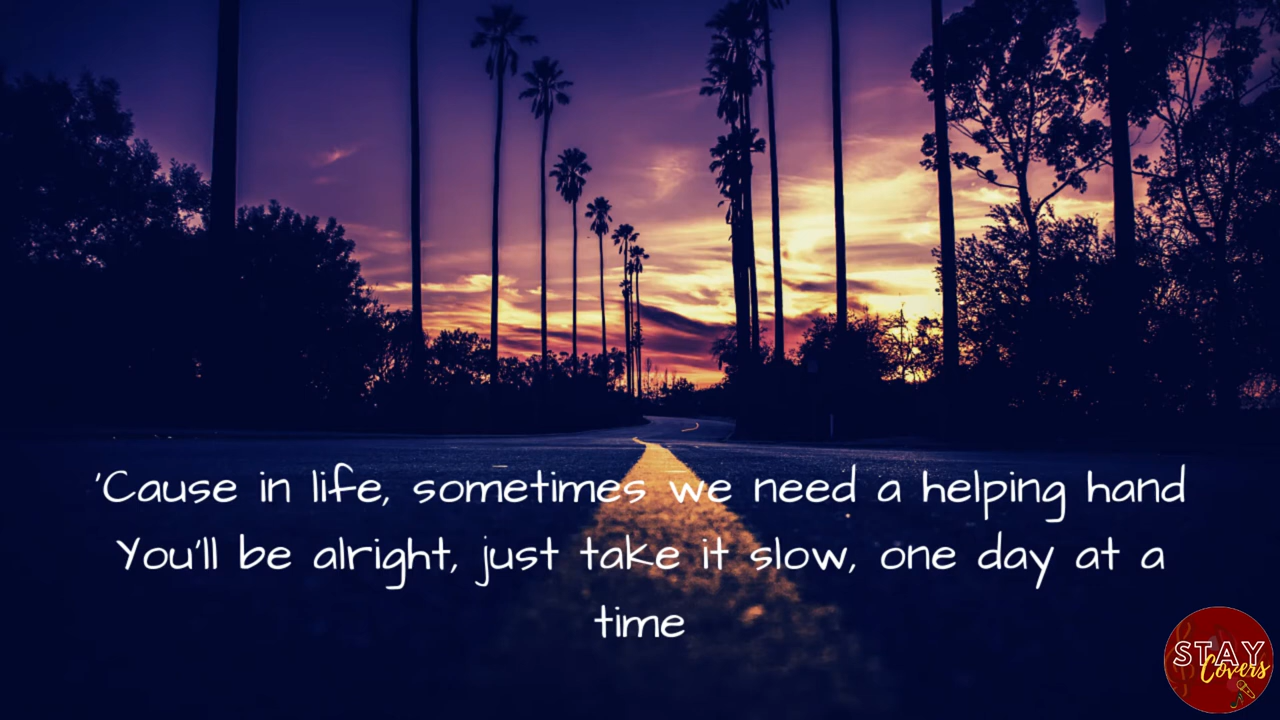 'Cause in life, sometimes we need a helping hand
You'll be alright, just take it slow, one day at a
time
STAY
Covers